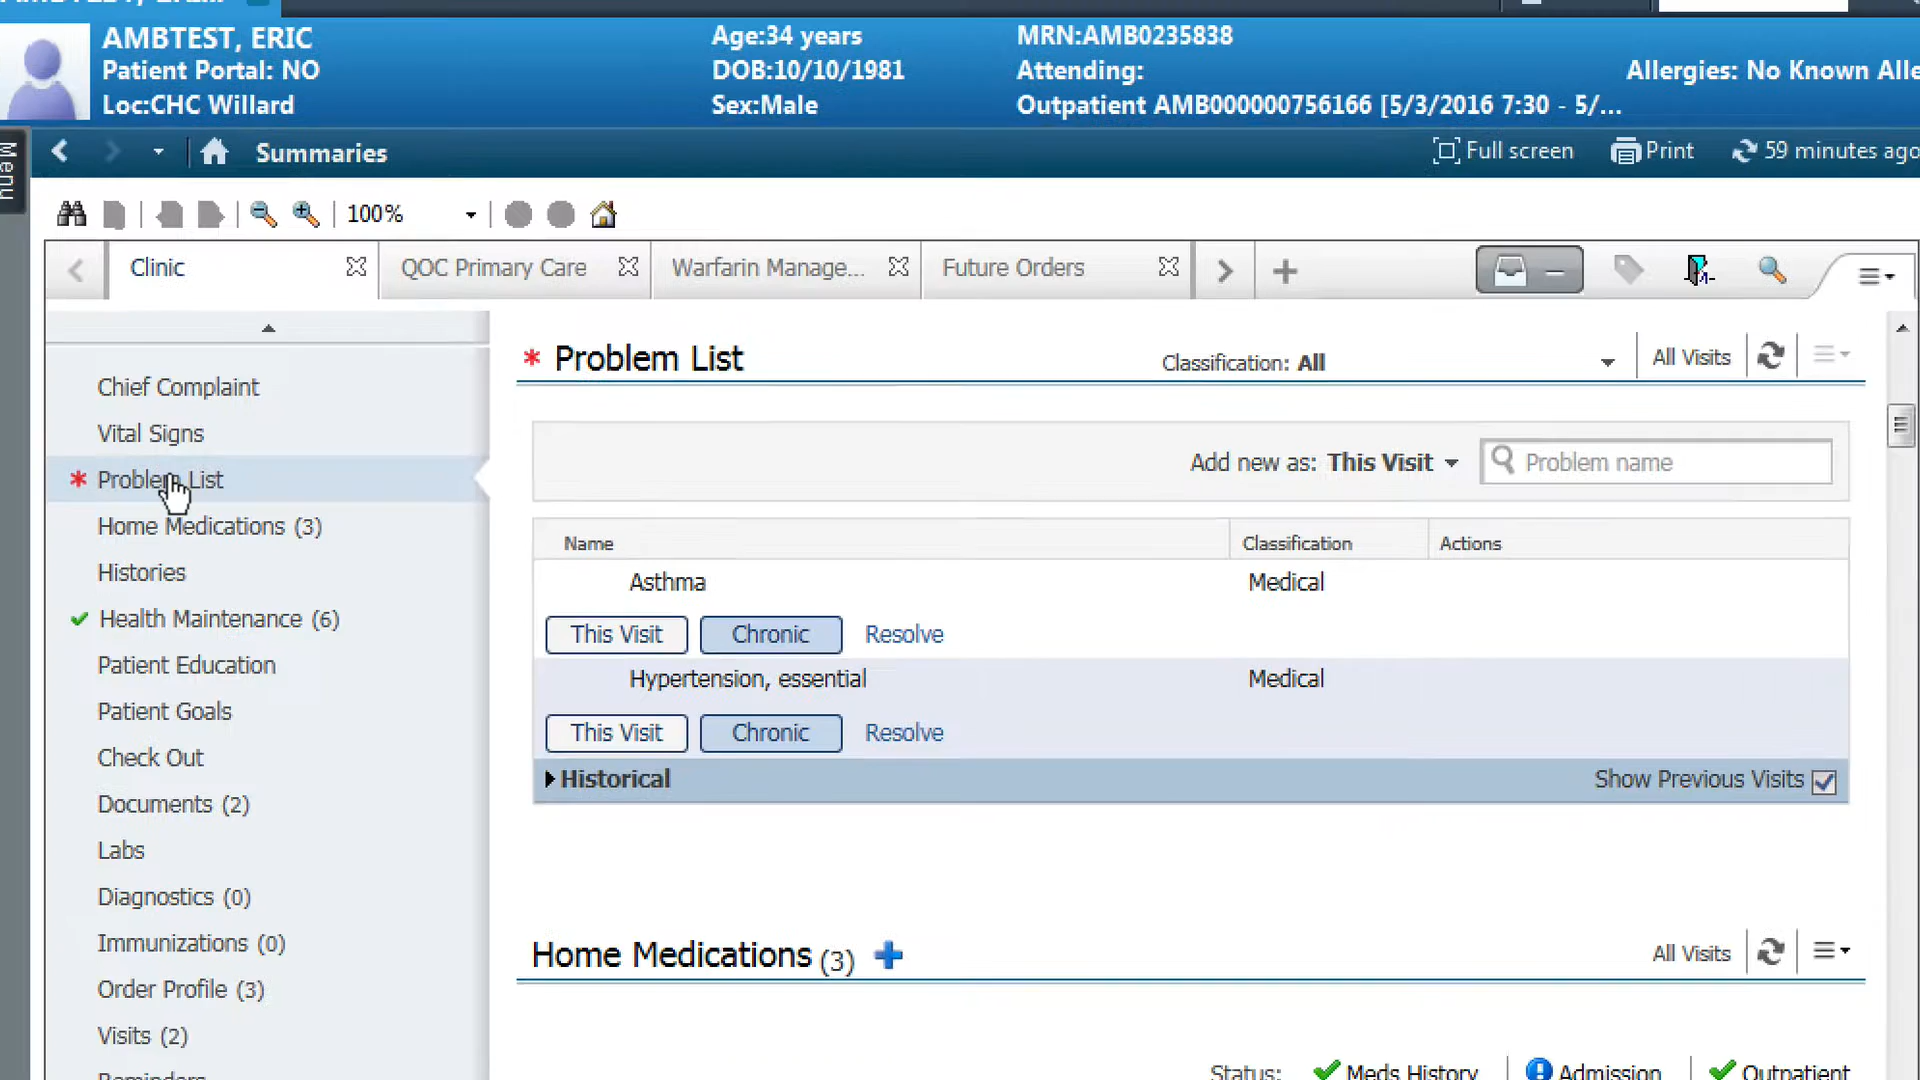 AMBTEST, ERIC
Age:34 years
MRN:AMB0235838
Patient Portal: NO
DOB:10/10/1981
Attending:
Allergies: No Known Alle
Loc:CHC Willard
Sex:Male
Outpatient AMB000000756166 [5/3/2016 7:30 - 5/...
Menu
Summaries
Full screen
Print
59 minutes ago
100%
Clinic
QOC Primary Care
Warfarin Manage...
Future Orders
Chief Complaint
Vital Signs
* Problem List
Home Medications (3)
Histories
Health Maintenance (6)
Patient Education
Patient Goals
Check Out
Documents (2)
Labs
Diagnostics (0)
Immunizations (0)
Order Profile (3)
Visits (2)
* Problem List
Classification: All
All Visits
Add new as: This Visit
Problem name
Name
Classification
Actions
Asthma
Medical
This Visit
Chronic
Resolve
Hypertension, essential
Medical
This Visit
Chronic
Resolve
Historical
Show Previous Visits
Home Medications (3)
All Visits
Status:
Meds History
Admission
Outpatient